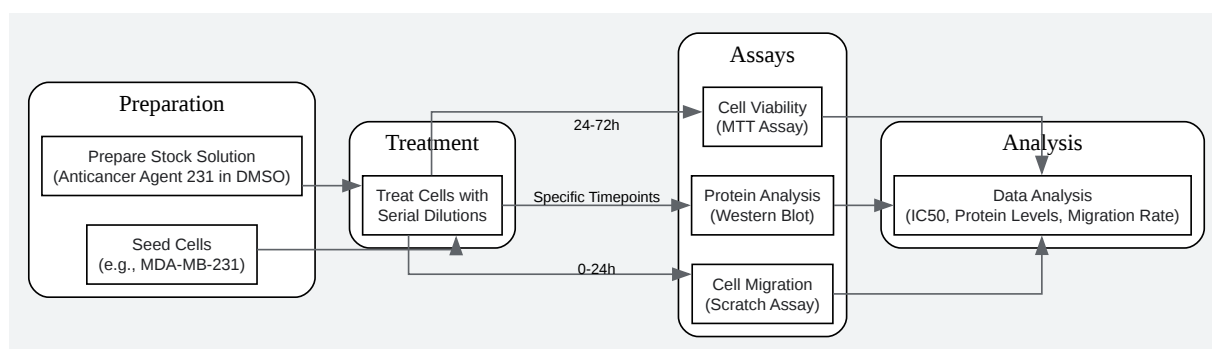 Preparation
Prepare Stock Solution
(Anticancer Agent 231 in DMSO)
Seed Cells
(e.g., MDA-MB-231)
Treatment
Treat Cells with
Serial Dilutions
24-72h
Specific Timepoints
0-24h
Assays
Cell Viability
(MTT Assay)
Protein Analysis
(Western Blot)
Cell Migration
(Scratch Assay)
Analysis
Data Analysis
(IC50, Protein Levels, Migration Rate)